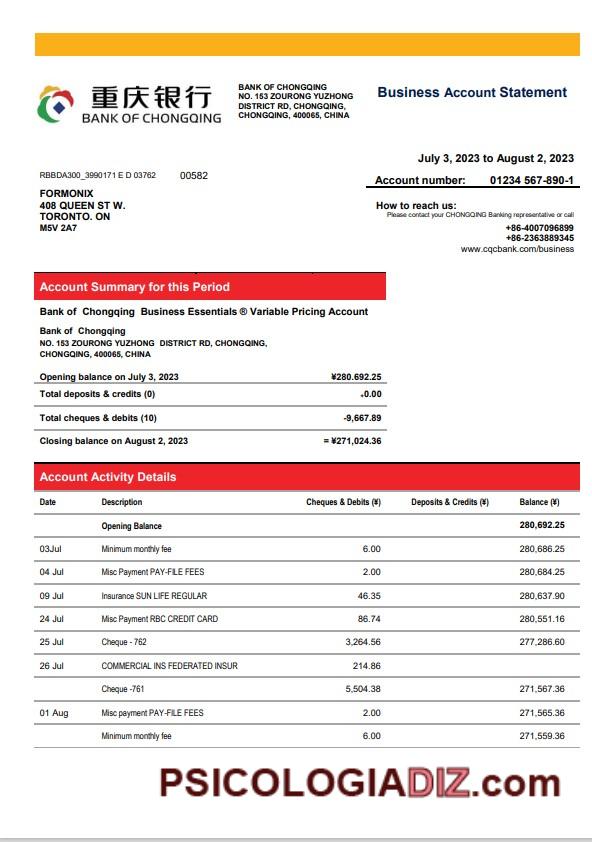 重庆银行
BANK OF CHONGQING
BANK OF CHONGQING
NO. 153 ZOURONG YUZHONG
DISTRICT RD, CHONGQING,
CHONGQING, 400065, CHINA
Business Account Statement
July 3, 2023 to August 2, 2023
Account number: 01234 567-890-1
RBBDA300_3990171 E D 03762 00582
FORMONIX
408 QUEEN ST W.
TORONTO. ON
M5V 2A7
How to reach us:
Please contact your CHONGQING Banking representative or call
+86-4007096899
+86-2363889345
www.cqcbank.com/business
Account Summary for this Period
Bank of Chongqing Business Essentials ® Variable Pricing Account
Bank of Chongqing
NO. 153 ZOURONG YUZHONG DISTRICT RD, CHONGQING,
CHONGQING, 400065, CHINA
Opening balance on July 3, 2023 ¥280.692.25
Total deposits & credits (0) +0.00
Total cheques & debits (10) -9,667.89
Closing balance on August 2, 2023 = ¥271,024.36
Account Activity Details
Date Description Cheques & Debits (¥) Deposits & Credits (¥) Balance (¥)
Opening Balance 280,692.25
03Jul Minimum monthly fee 6.00 280,686.25
04 Jul Misc Payment PAY-FILE FEES 2.00 280,684.25
09 Jul Insurance SUN LIFE REGULAR 46.35 280,637.90
24 Jul Misc Payment RBC CREDIT CARD 86.74 280,551.16
25 Jul Cheque - 762 3,264.56 277,286.60
26 Jul COMMERCIAL INS FEDERATED INSUR 214.86
Cheque -761 5,504.38 271,567.36
01 Aug Misc payment PAY-FILE FEES 2.00 271,565.36
Minimum monthly fee 6.00 271,559.36
PSICOLOGIADIZ.com